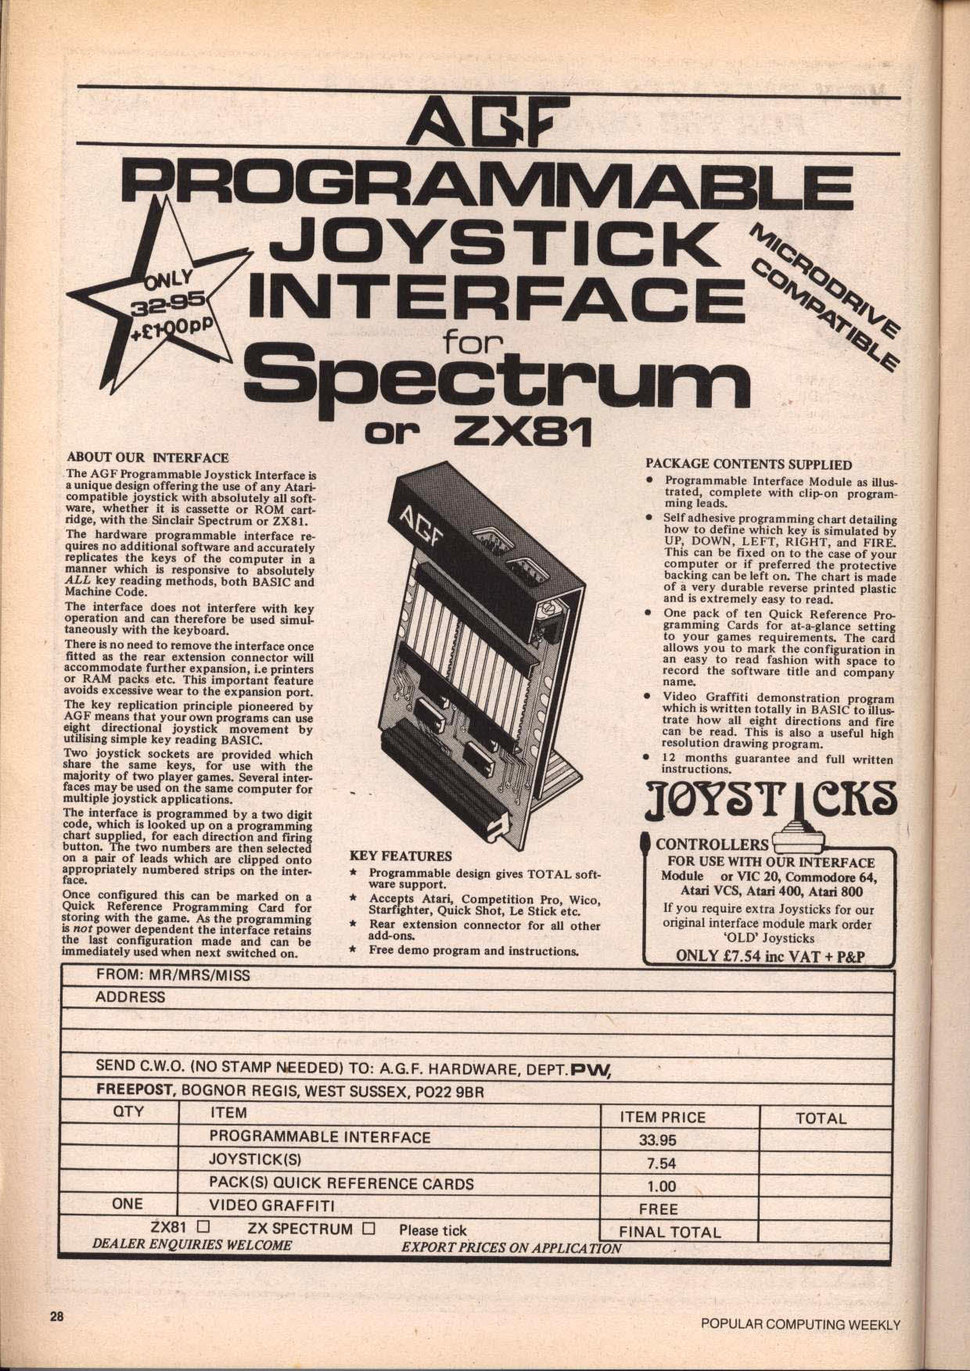 AGF
PROGRAMMABLE
JOYSTICK
INTERFACE
for
Spectrum
or ZX81
ONLY
32-95
+£1·00pp
MICRODRIVE
COMPATIBLE
ABOUT OUR INTERFACE
The AGF Programmable Joystick Interface is
a unique design offering the use of any Atari-
compatible joystick with absolutely all soft-
ware, whether it is cassette or ROM cart-
ridge, with the Sinclair Spectrum or ZX81.
The hardware programmable interface re-
quires no additional software and accurately
replicates the keys of the computer in a
manner which is responsive to absolutely
ALL key reading methods, both BASIC and
Machine Code.
The interface does not interfere with key
operation and can therefore be used simul-
taneously with the keyboard.
There is no need to remove the interface once
fitted as the rear extension connector will
accommodate further expansion, i.e printers
or RAM packs etc. This important feature
avoids excessive wear to the expansion port.
The key replication principle pioneered by
AGF means that your own programs can use
eight directional joystick movement by
utilising simple key reading BASIC.
Two joystick sockets are provided which
share the same keys, for use with the
majority of two player games. Several inter-
faces may be used on the same computer for
multiple joystick applications.
The interface is programmed by a two digit
code, which is looked up on a programming
chart supplied, for each direction and firing
button. The two numbers are then selected
on a pair of leads which are clipped onto
appropriately numbered strips on the inter-
face.
Once configured this can be marked on a
Quick Reference Programming Card for
storing with the game. As the programming
is not power dependent the interface retains
the last configuration made and can be
immediately used when next switched on.
AGF
KEY FEATURES
★ Programmable design gives TOTAL soft-
ware support.
★ Accepts Atari, Competition Pro, Wico,
Starfighter, Quick Shot, Le Stick etc.
★ Rear extension connector for all other
add-ons.
★ Free demo program and instructions.
PACKAGE CONTENTS SUPPLIED
● Programmable Interface Module as illus-
trated, complete with clip-on program-
ming leads.
● Self adhesive programming chart detailing
how to define which key is simulated by
UP, DOWN, LEFT, RIGHT, and FIRE.
This can be fixed on to the case of your
computer or if preferred the protective
backing can be left on. The chart is made
of a very durable reverse printed plastic
and is extremely easy to read.
● One pack of ten Quick Reference Pro-
gramming Cards for at-a-glance setting
to your games requirements. The card
allows you to mark the configuration in
an easy to read fashion with space to
record the software title and company
name.
● Video Graffiti demonstration program
which is written totally in BASIC to illus-
trate how all eight directions and fire
can be read. This is also a useful high
resolution drawing program.
● 12 months guarantee and full written
instructions.
JOYSTICKS
CONTROLLERS
FOR USE WITH OUR INTERFACE
Module or VIC 20, Commodore 64,
Atari VCS, Atari 400, Atari 800
If you require extra Joysticks for our
original interface module mark order
'OLD' Joysticks
ONLY £7.54 inc VAT + P&P
FROM: MR/MRS/MISS
ADDRESS
SEND C.W.O. (NO STAMP NEEDED) TO: A.G.F. HARDWARE, DEPT. PW,
FREEPOST, BOGNOR REGIS, WEST SUSSEX, PO22 9BR
QTY ITEM ITEM PRICE TOTAL
PROGRAMMABLE INTERFACE 33.95
JOYSTICK(S) 7.54
PACK(S) QUICK REFERENCE CARDS 1.00
ONE VIDEO GRAFFITI FREE
ZX81 □ ZX SPECTRUM □ Please tick FINAL TOTAL
DEALER ENQUIRIES WELCOME EXPORT PRICES ON APPLICATION
28
POPULAR COMPUTING WEEKLY